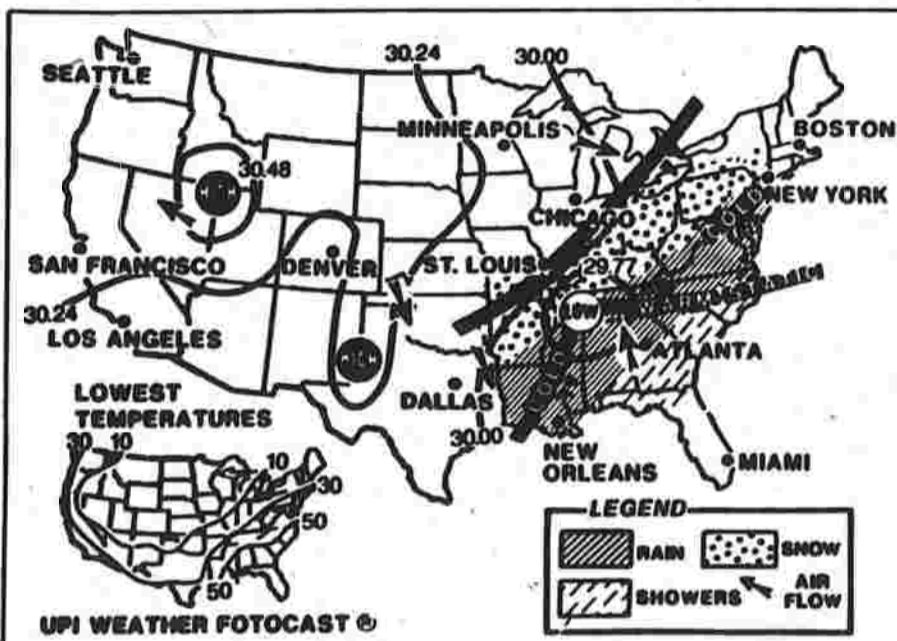 30.24
30.00
SEATTLE
MINNEAPOLIS
BOSTON
30.48
NEW YORK
CHICAGO
SAN FRANCISCO
DENVER
ST. LOUIS
29.77
30.24
LOW
LOS ANGELES
ATLANTA
LOWEST
TEMPERATURES
DALLAS
30.00
30
10
10
NEW
ORLEANS
MIAMI
30
50
50
LEGEND
RAIN
SNOW
SHOWERS
AIR
FLOW
UPI WEATHER FOTOCAST ®